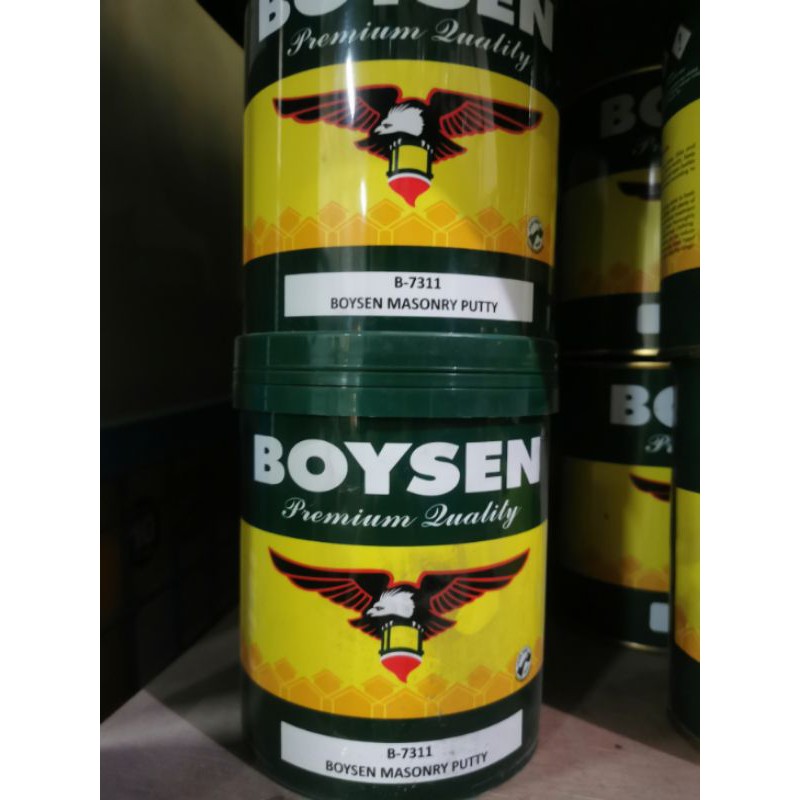 BOYSEN
Premium Quality
B-7311
BOYSEN MASONRY PUTTY
BOYSEN
Premium Quality
B-7311
BOYSEN MASONRY PUTTY